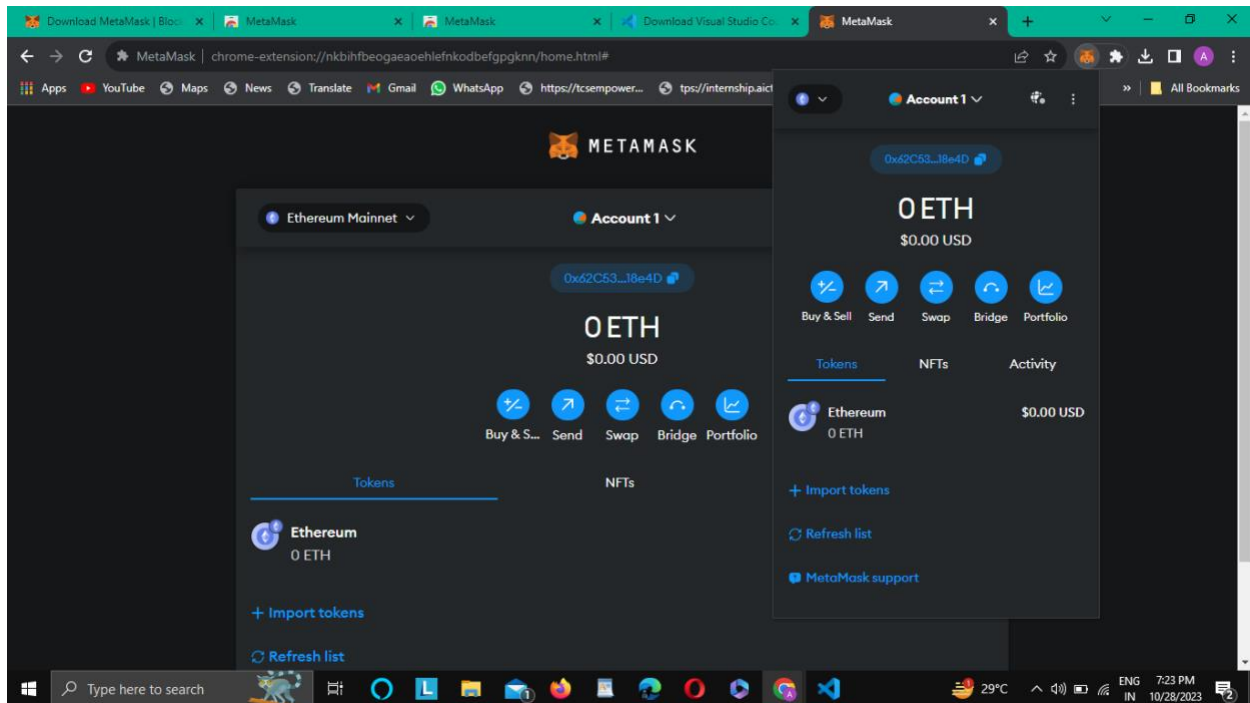 Download MetaMask | Bloc
MetaMask
MetaMask
Download Visual Studio Co
MetaMask
MetaMask | chrome-extension://nkbihfbeogaeaoehlefnkodbefgpgknn/home.html#
A
Apps
YouTube
Maps
News
Translate
Gmail
WhatsApp
https://tcsempower...
tps://internship.aict
»
All Bookmarks
METAMASK
Ethereum Mainnet
Account 1
0x62C53...18e4D
0 ETH
$0.00 USD
Buy & S...
Send
Swap
Bridge
Portfolio
Tokens
NFTs
Ethereum
0 ETH
+ Import tokens
Refresh list
Account 1
0x62C53...18e4D
0 ETH
$0.00 USD
Buy & Sell
Send
Swap
Bridge
Portfolio
Tokens
NFTs
Activity
Ethereum
$0.00 USD
0 ETH
+ Import tokens
Refresh list
MetaMask support
Type here to search
L
1
29°C
ENG
IN
7:23 PM
10/28/2023
2